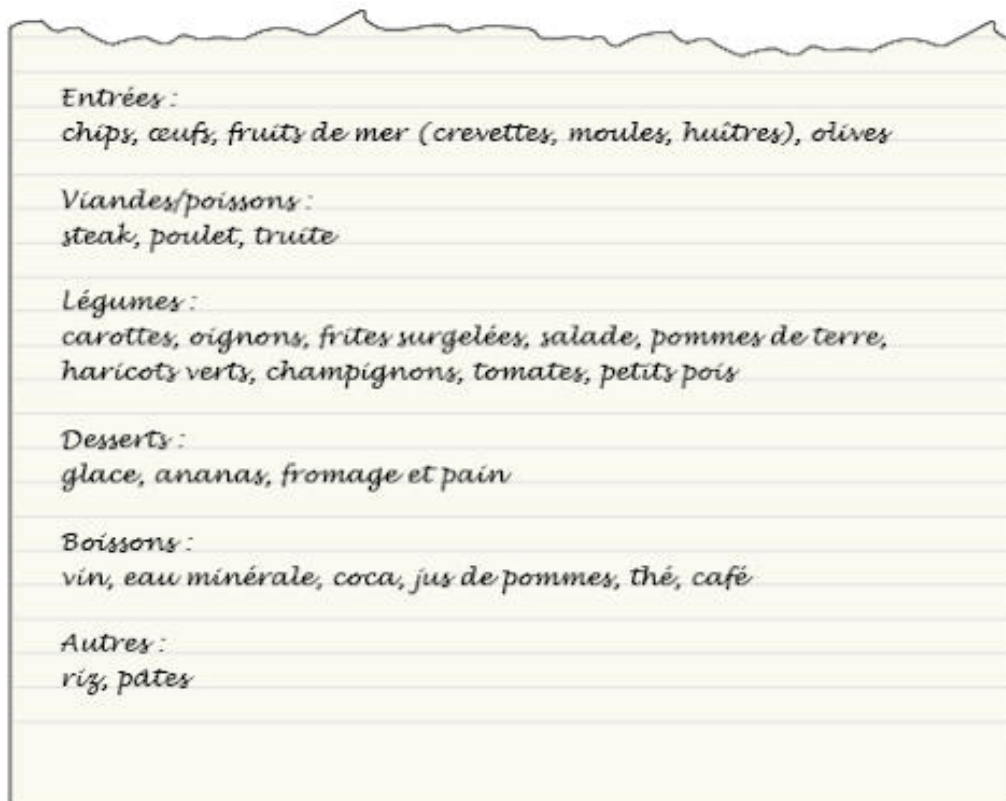 Entrées :
chips, œufs, fruits de mer (crevettes, moules, huîtres), olives
Viandes/poissons :
steak, poulet, truite
Légumes :
carottes, oignons, frites surgelées, salade, pommes de terre,
haricots verts, champignons, tomates, petits pois
Desserts :
glace, ananas, fromage et pain
Boissons :
vin, eau minérale, coca, jus de pommes, thé, café
Autres :
riz, pâtes